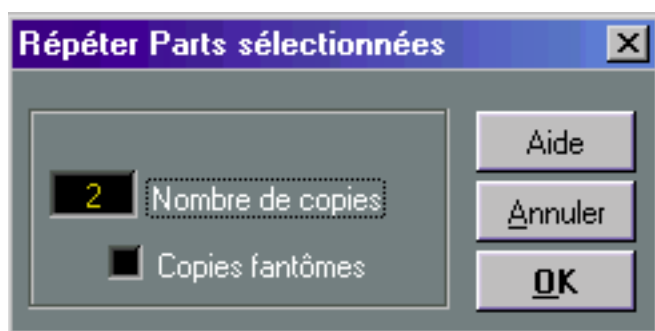 Répéter Parts sélectionnées
2 Nombre de copies
Copies fantômes
Aide
Annuler
OK